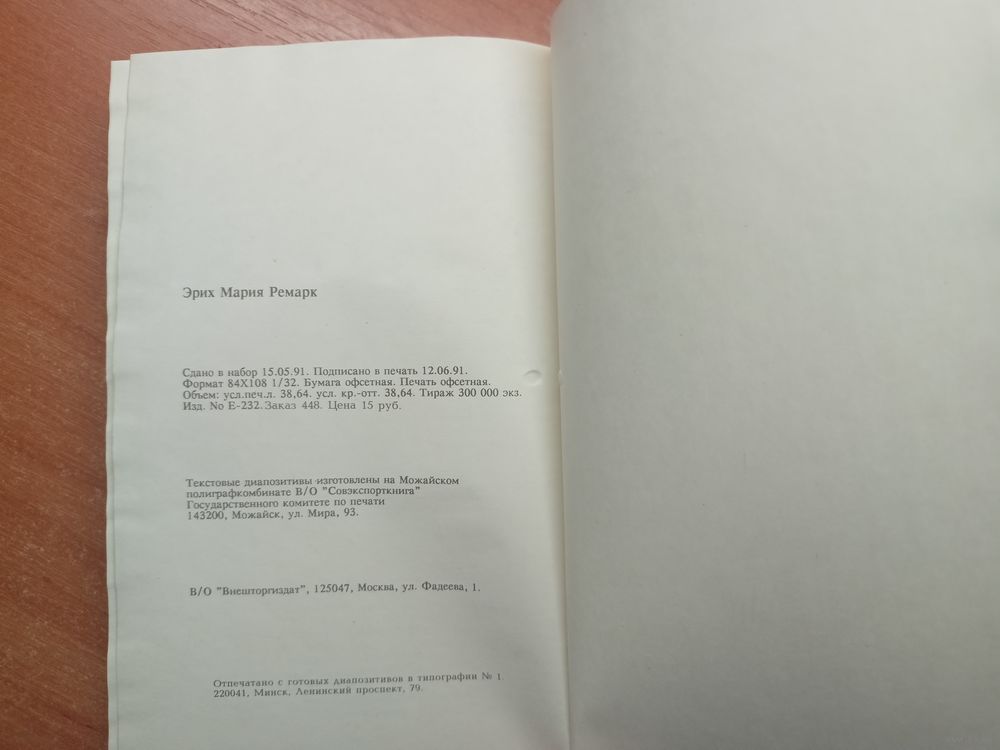 Эрих Мария Ремарк
Сдано в набор 15.05.91. Подписано в печать 12.06.91.
Формат 84X108 1/32. Бумага офсетная. Печать офсетная.
Объем: усл.печ.л. 38,64. усл. кр.-отт. 38,64. Тираж 300 000 экз.
Изд. No Е-232. Заказ 448. Цена 15 руб.
Текстовые диапозитивы изготовлены на Можайском
полиграфкомбинате В/О "Совэкспорткнига"
Государственного комитете по печати
143200, Можайск, ул. Мира, 93.
В/О "Внешторгиздат", 125047, Москва, ул. Фадеева, 1.
Отпечатано с готовых диапозитивов в типографии № 1
220041, Минск, Ленинский проспект, 79.